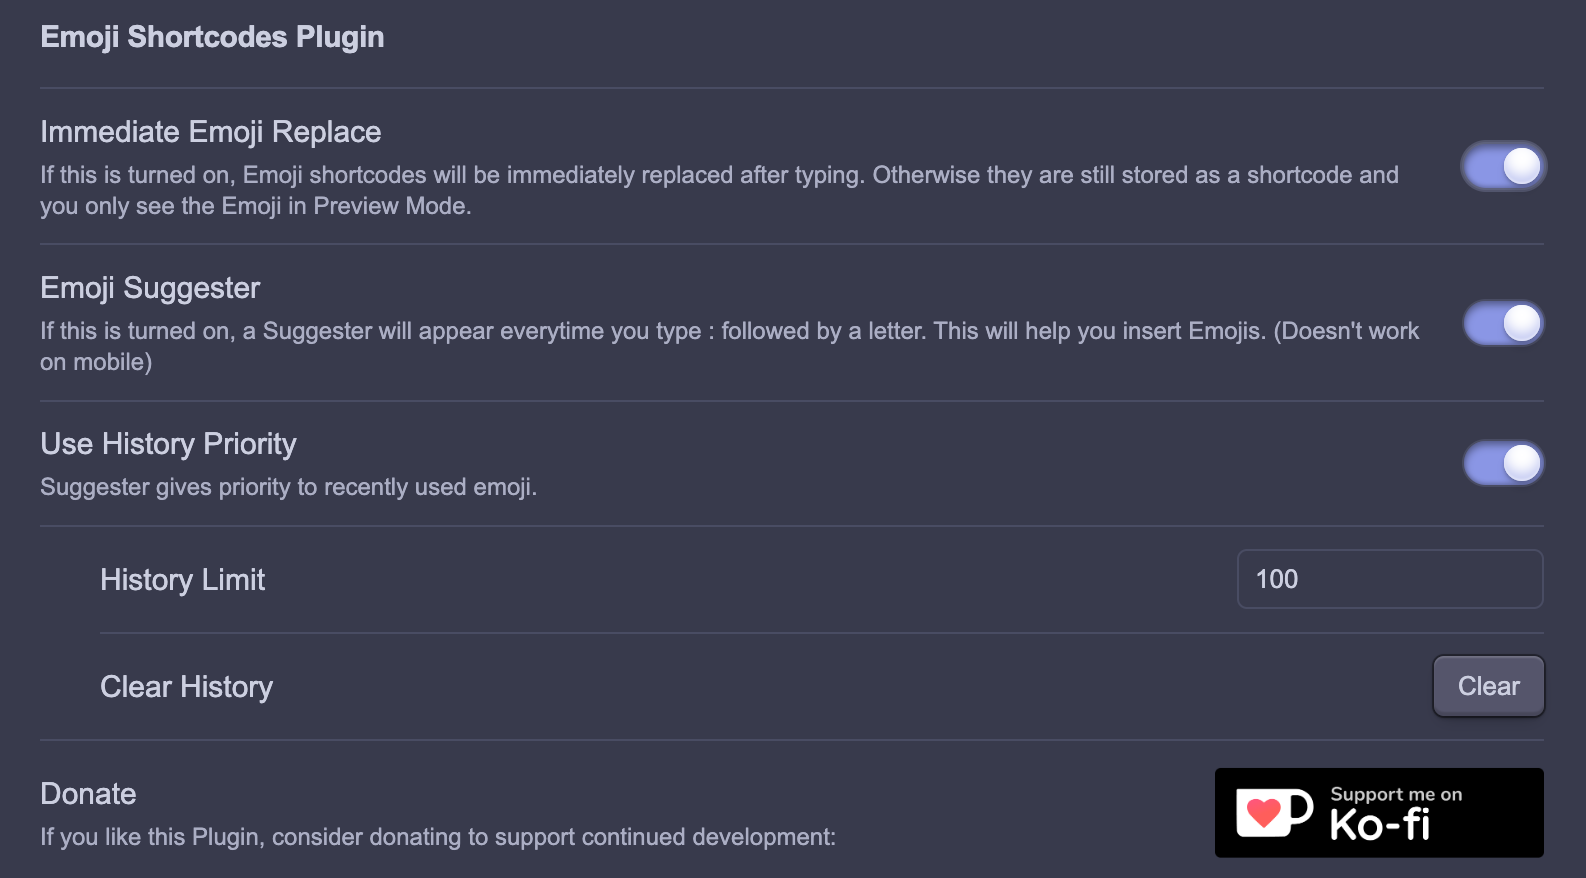 Emoji Shortcodes Plugin
Immediate Emoji Replace
If this is turned on, Emoji shortcodes will be immediately replaced after typing. Otherwise they are still stored as a shortcode and
you only see the Emoji in Preview Mode.
Emoji Suggester
If this is turned on, a Suggester will appear everytime you type : followed by a letter. This will help you insert Emojis. (Doesn't work
on mobile)
Use History Priority
Suggester gives priority to recently used emoji.
History Limit
100
Clear History
Clear
Donate
If you like this Plugin, consider donating to support continued development:
Support me on
Ko-fi